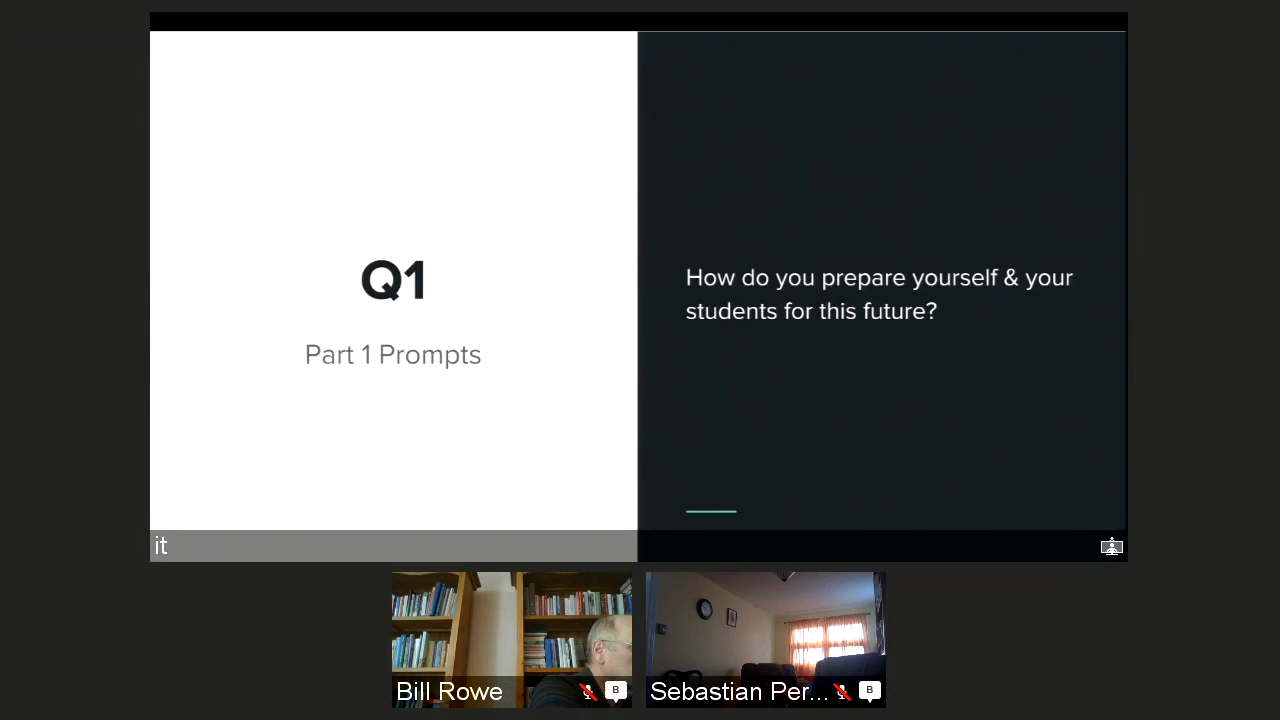 Q1
Part 1 Prompts
How do you prepare yourself & your
students for this future?
it
Bill Rowe
B
Sebastian Per...
B